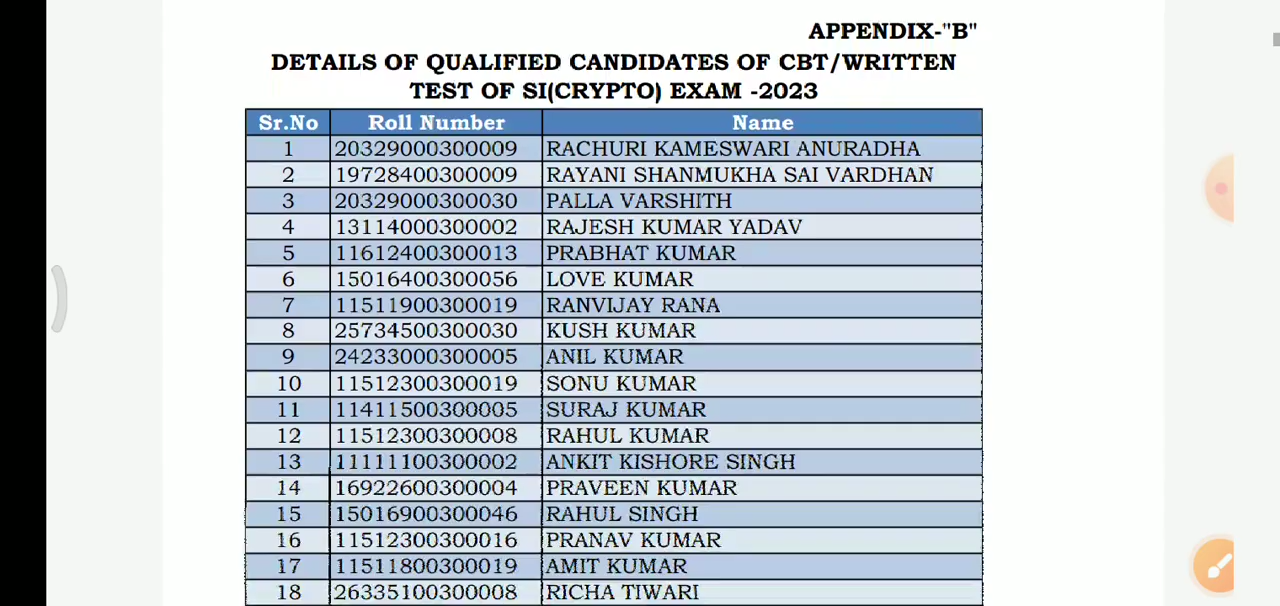 APPENDIX-"B"
DETAILS OF QUALIFIED CANDIDATES OF CBT/WRITTEN
TEST OF SI(CRYPTO) EXAM -2023
Sr.No Roll Number Name
1 20329000300009 RACHURI KAMESWARI ANURADHA
2 19728400300009 RAYANI SHANMUKHA SAI VARDHAN
3 20329000300030 PALLA VARSHITH
4 13114000300002 RAJESH KUMAR YADAV
5 11612400300013 PRABHAT KUMAR
6 15016400300056 LOVE KUMAR
7 11511900300019 RANVIJAY RANA
8 25734500300030 KUSH KUMAR
9 24233000300005 ANIL KUMAR
10 11512300300019 SONU KUMAR
11 11411500300005 SURAJ KUMAR
12 11512300300008 RAHUL KUMAR
13 11111100300002 ANKIT KISHORE SINGH
14 16922600300004 PRAVEEN KUMAR
15 15016900300046 RAHUL SINGH
16 11512300300016 PRANAV KUMAR
17 11511800300019 AMIT KUMAR
18 26335100300008 RICHA TIWARI